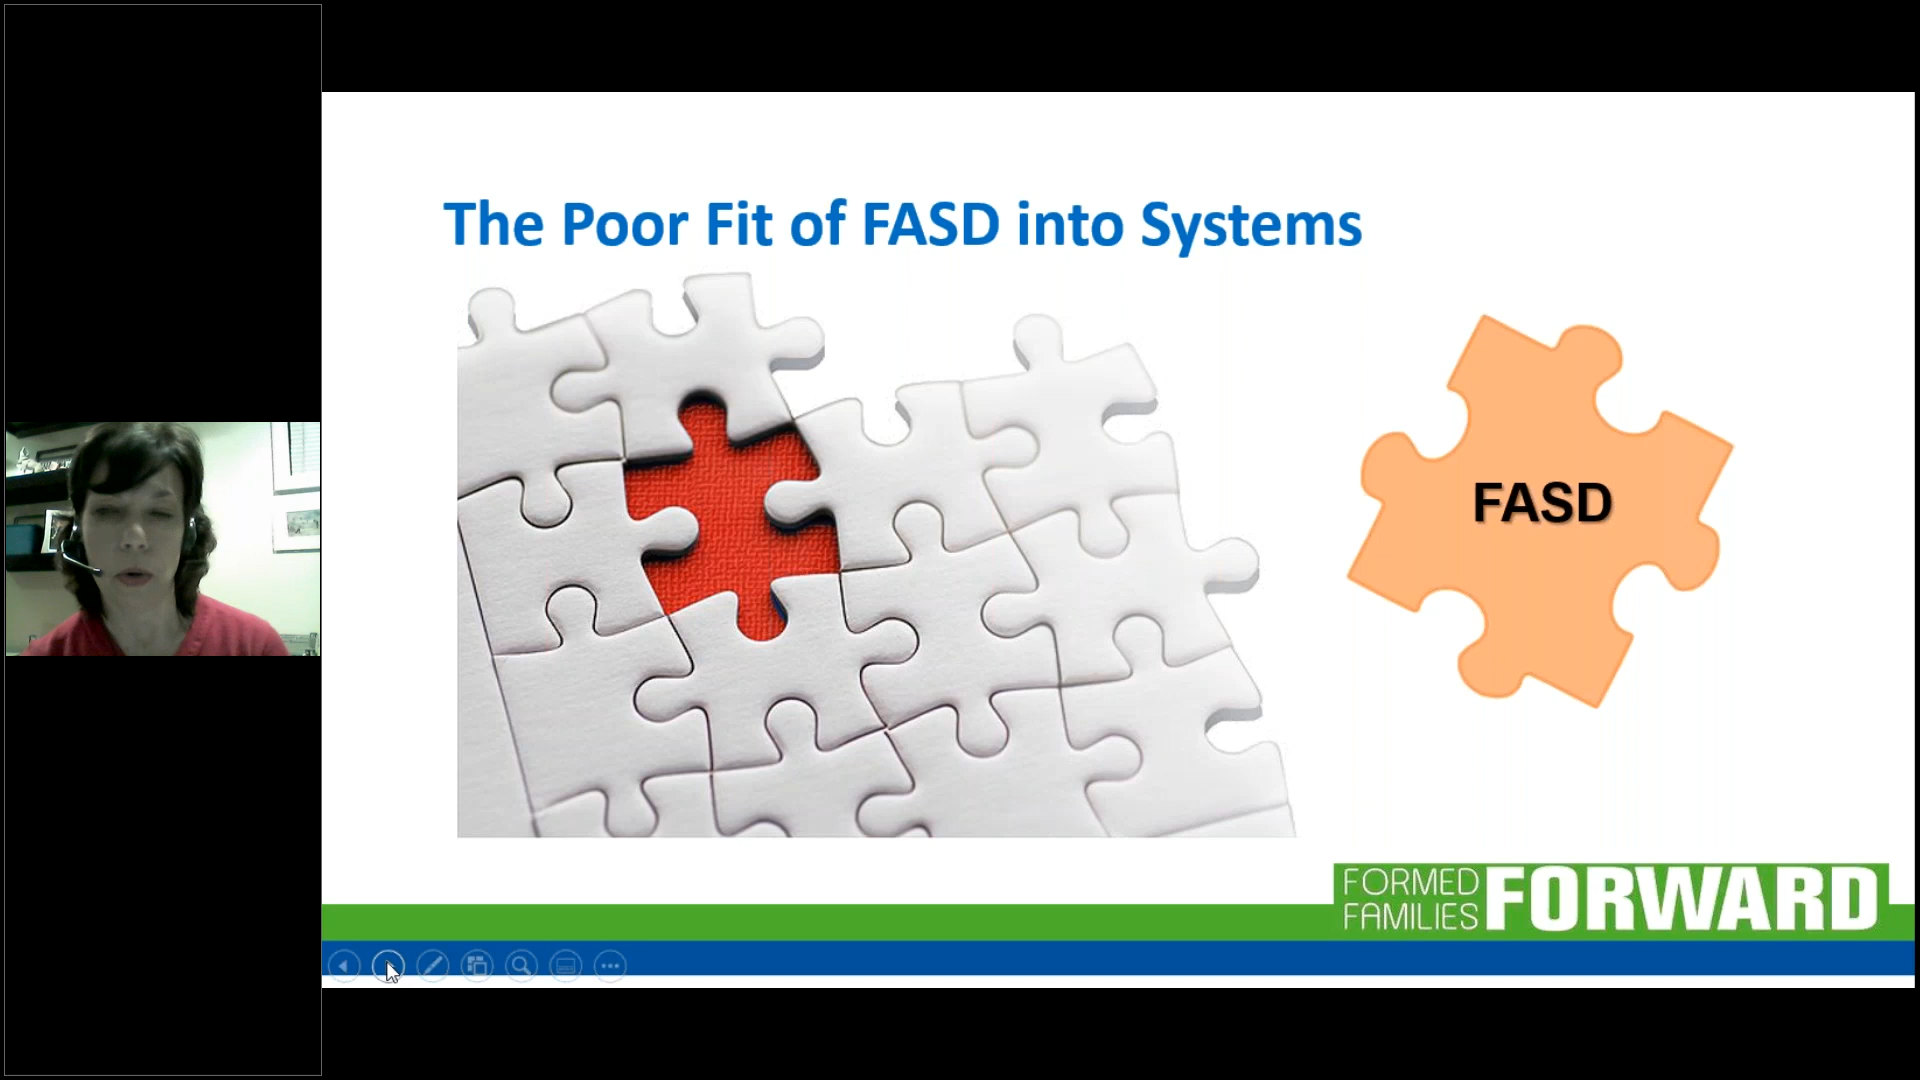 The Poor Fit of FASD into Systems
FASD
FORMED
FAMILIES
FORWARD